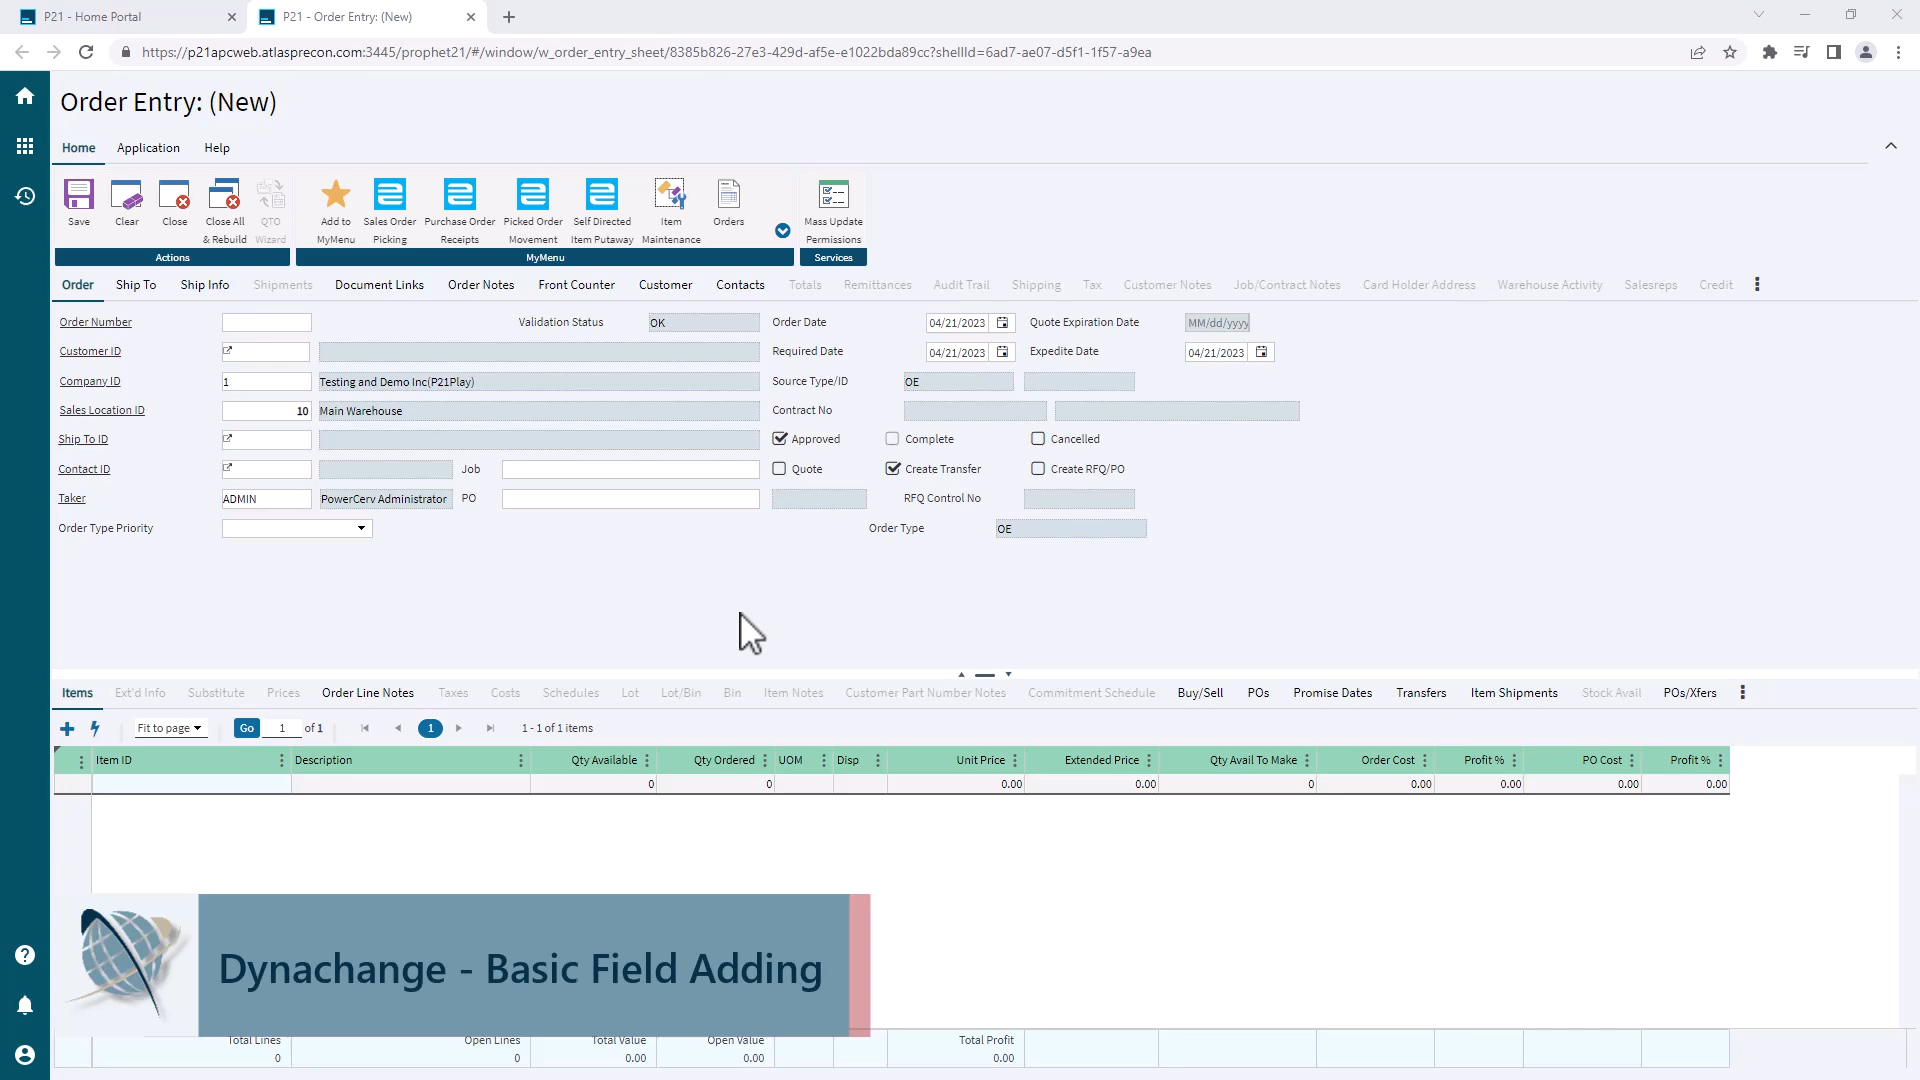 P21 - Home Portal
P21 - Order Entry: (New)
https://p21apcweb.atlasprecon.com:3445/prophet21/#/window/w_order_entry_sheet/8385b826-27e3-429d-af5e-e1022bda89cc?shellId=6ad7-ae07-d5f1-1f57-a9ea
Order Entry: (New)
Home Application Help
Save Clear Close Close All & Rebuild QTO Wizard Add to MyMenu Sales Order Picking Purchase Order Receipts Picked Order Movement Self Directed Item Putaway Item Maintenance Orders Mass Update Permissions
Actions MyMenu Services
Order Ship To Ship Info Shipments Document Links Order Notes Front Counter Customer Contacts Totals Remittances Audit Trail Shipping Tax Customer Notes Job/Contract Notes Card Holder Address Warehouse Activity Salesreps Credit
Order Number Validation Status OK Order Date 04/21/2023 Quote Expiration Date MM/dd/yyyy
Customer ID Required Date 04/21/2023 Expedite Date 04/21/2023
Company ID 1 Testing and Demo Inc(P21Play) Source Type/ID OE
Sales Location ID 10 Main Warehouse Contract No
Ship To ID Approved Complete Cancelled
Contact ID Job Quote Create Transfer Create RFQ/PO
Taker ADMIN PowerCerv Administrator PO RFQ Control No
Order Type Priority Order Type OE
Items Ext'd Info Substitute Prices Order Line Notes Taxes Costs Schedules Lot Lot/Bin Bin Item Notes Customer Part Number Notes Commitment Schedule Buy/Sell POs Promise Dates Transfers Item Shipments Stock Avail POs/Xfers
Fit to page Go 1 of 1 1 1 - 1 of 1 items
Item ID Description Qty Available Qty Ordered UOM Disp Unit Price Extended Price Qty Avail To Make Order Cost Profit % PO Cost Profit %
0 0 0.00 0.00 0 0.00 0.00 0.00 0.00
Dynachange - Basic Field Adding
Total Lines Open Lines Total Value Open Value Total Profit
0 0 0.00 0.00 0.00